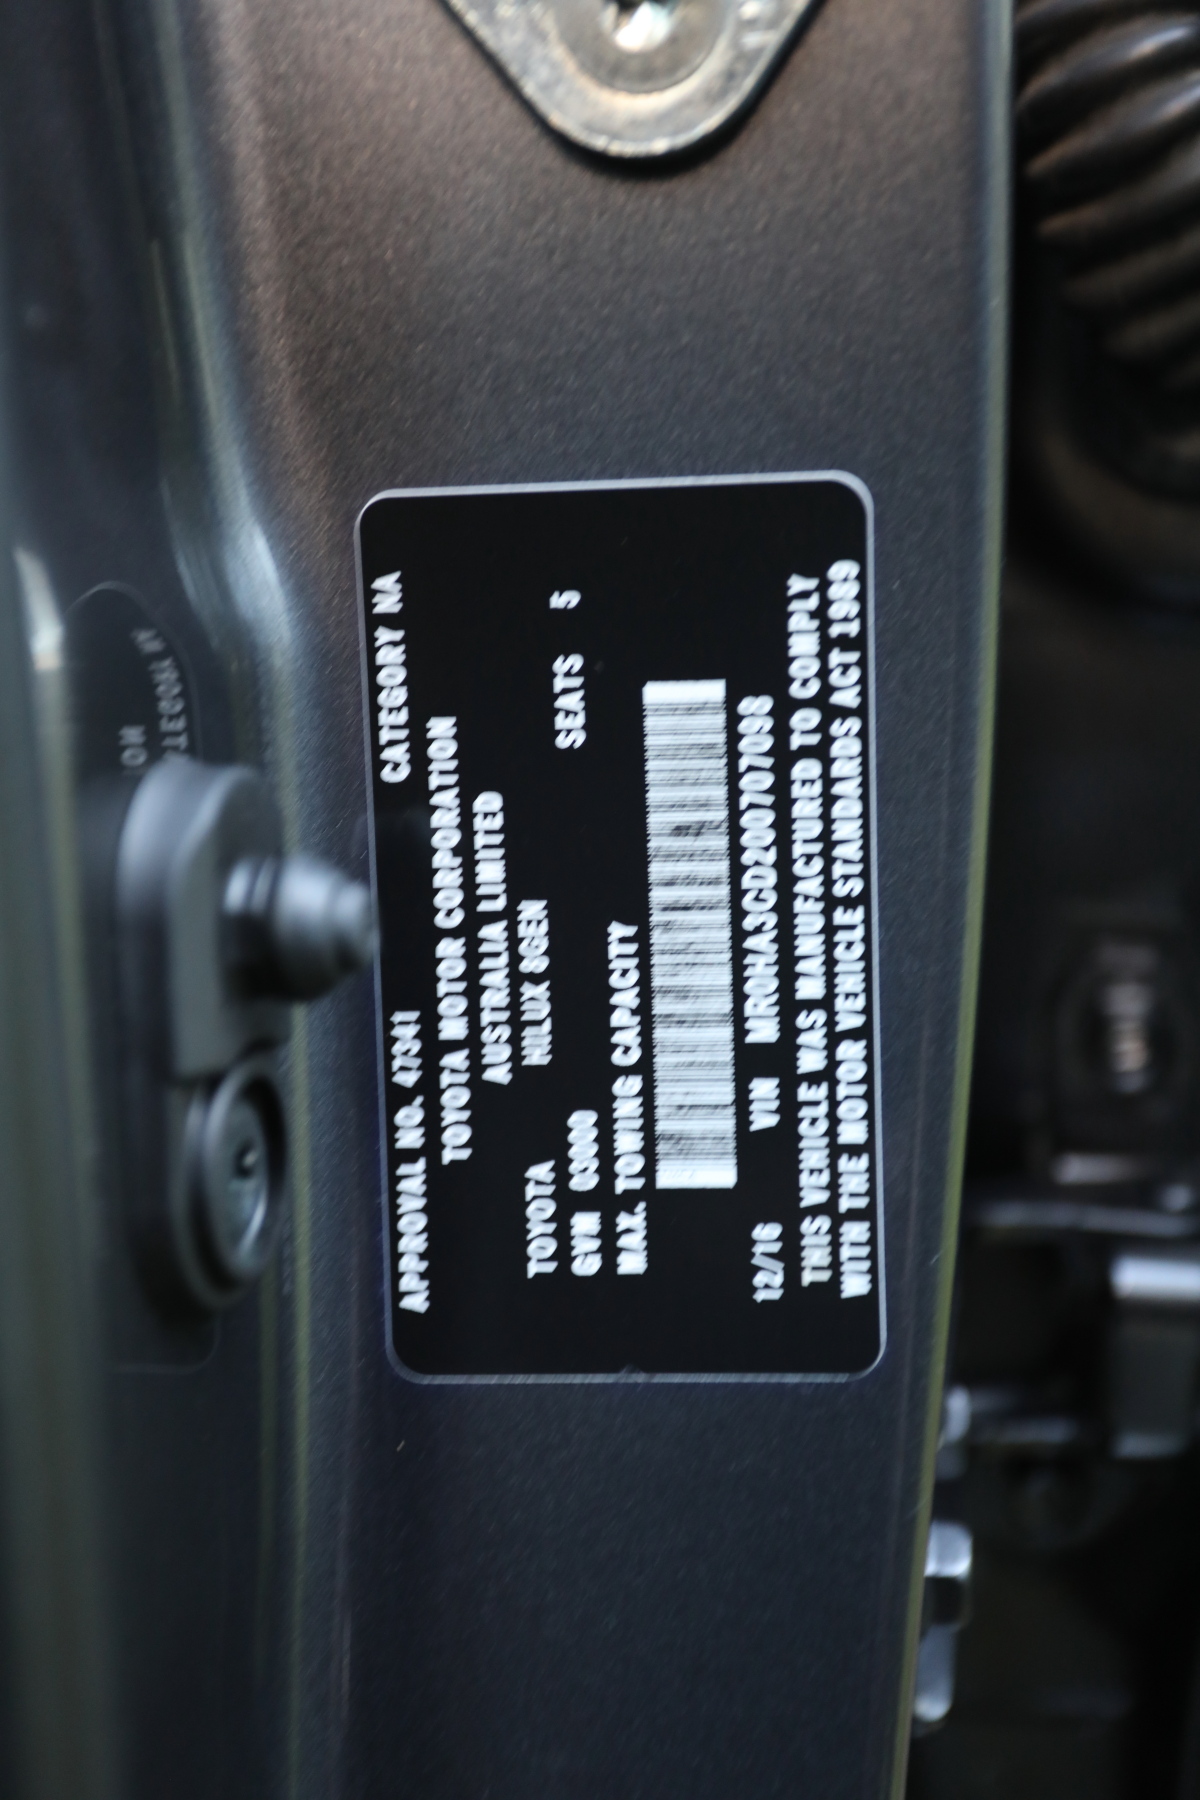 APPROVAL NO. 47341 CATEGORY NA
TOYOTA MOTOR CORPORATION
AUSTRALIA LIMITED
TOYOTA HILUX 8GEN
GVM 03000 SEATS 5
MAX. TOWING CAPACITY
12/16 VIN MR0HA3CD200707098
THIS VEHICLE WAS MANUFACTURED TO COMPLY
WITH THE MOTOR VEHICLE STANDARDS ACT 1989